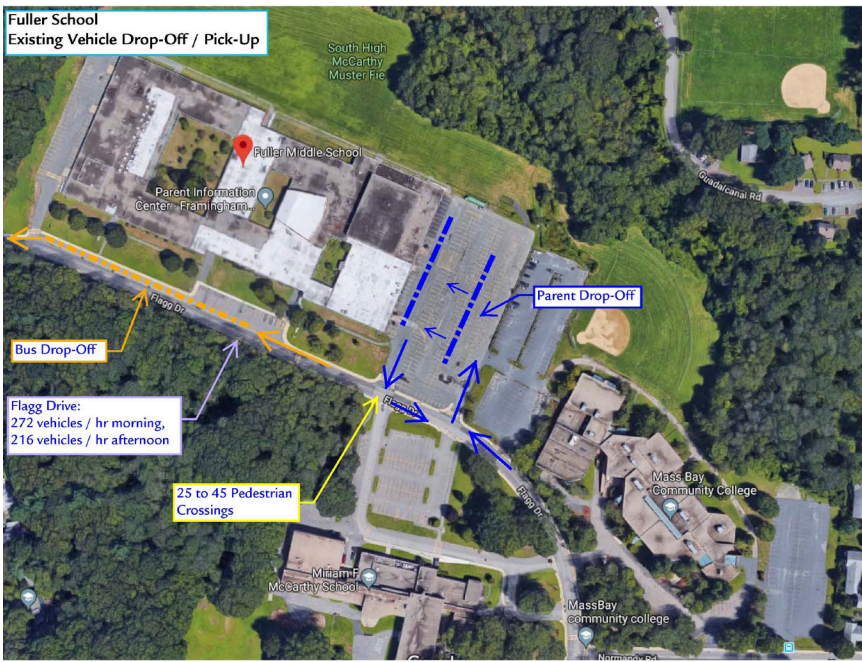 Fuller School
Existing Vehicle Drop-Off / Pick-Up
South High
McCarthy
Muster Fie
Guadalcanal Rd
Fuller Middle School
Parent Information
Center - Framingham...
Parent Drop-Off
Flagg Dr
Bus Drop-Off
Flagg Drive:
272 vehicles / hr morning,
216 vehicles / hr afternoon
Flagg Dr
25 to 45 Pedestrian
Crossings
Flagg Dr
Mass Bay
Community College
Miriam F
McCarthy School
MassBay
community college
Normandy Rd